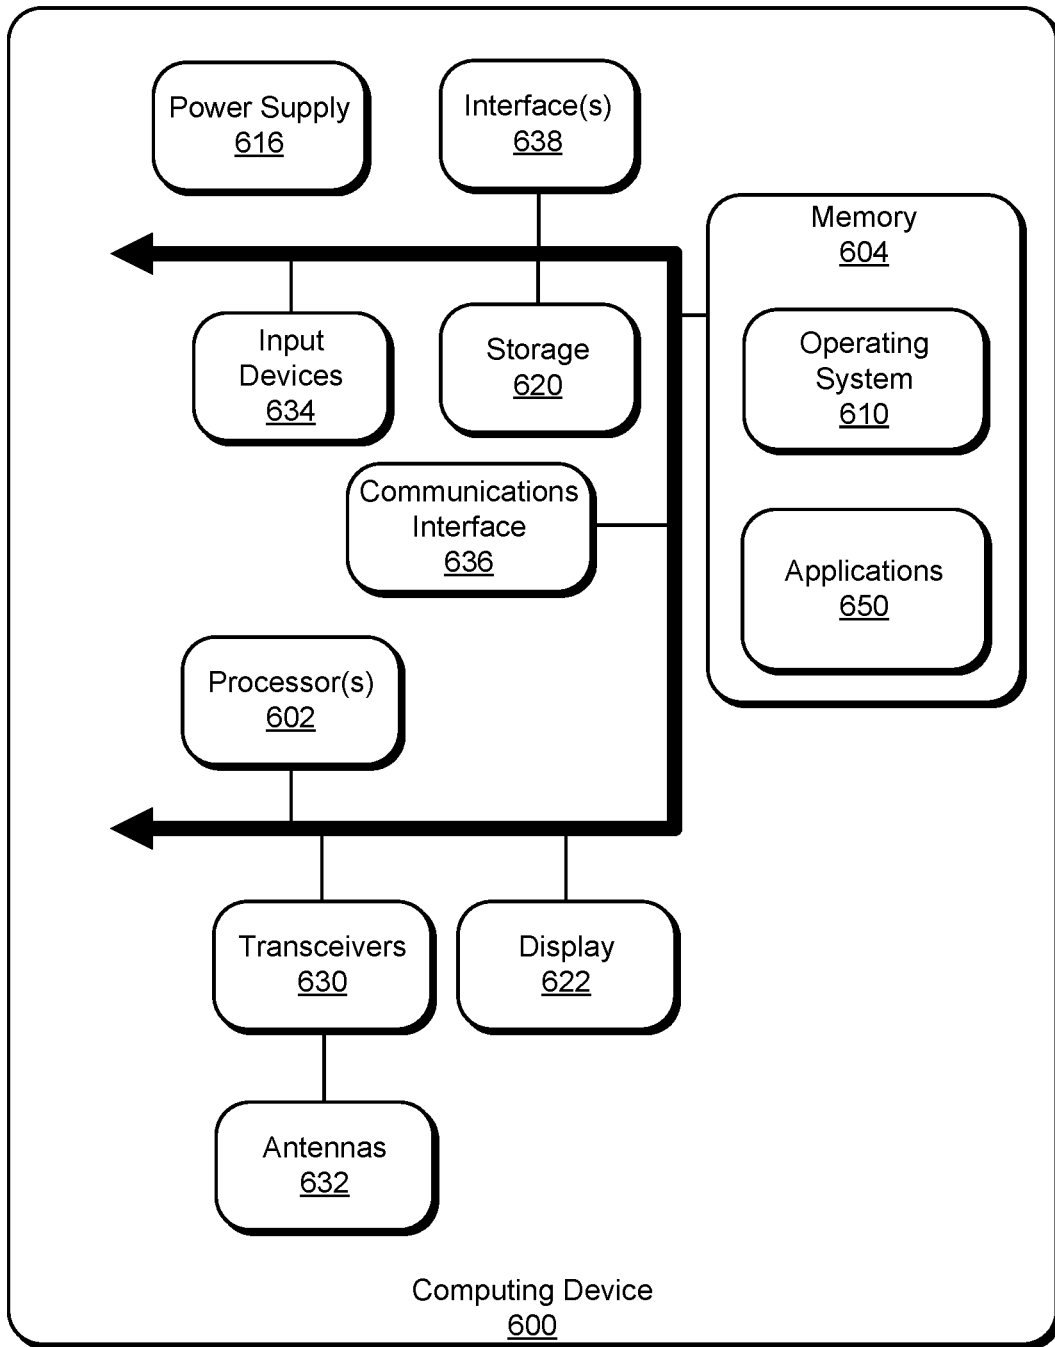 Power Supply
616
Interface(s)
638
Memory
604
Input
Devices
634
Storage
620
Operating
System
610
Communications
Interface
636
Applications
650
Processor(s)
602
Transceivers
630
Display
622
Antennas
632
Computing Device
600